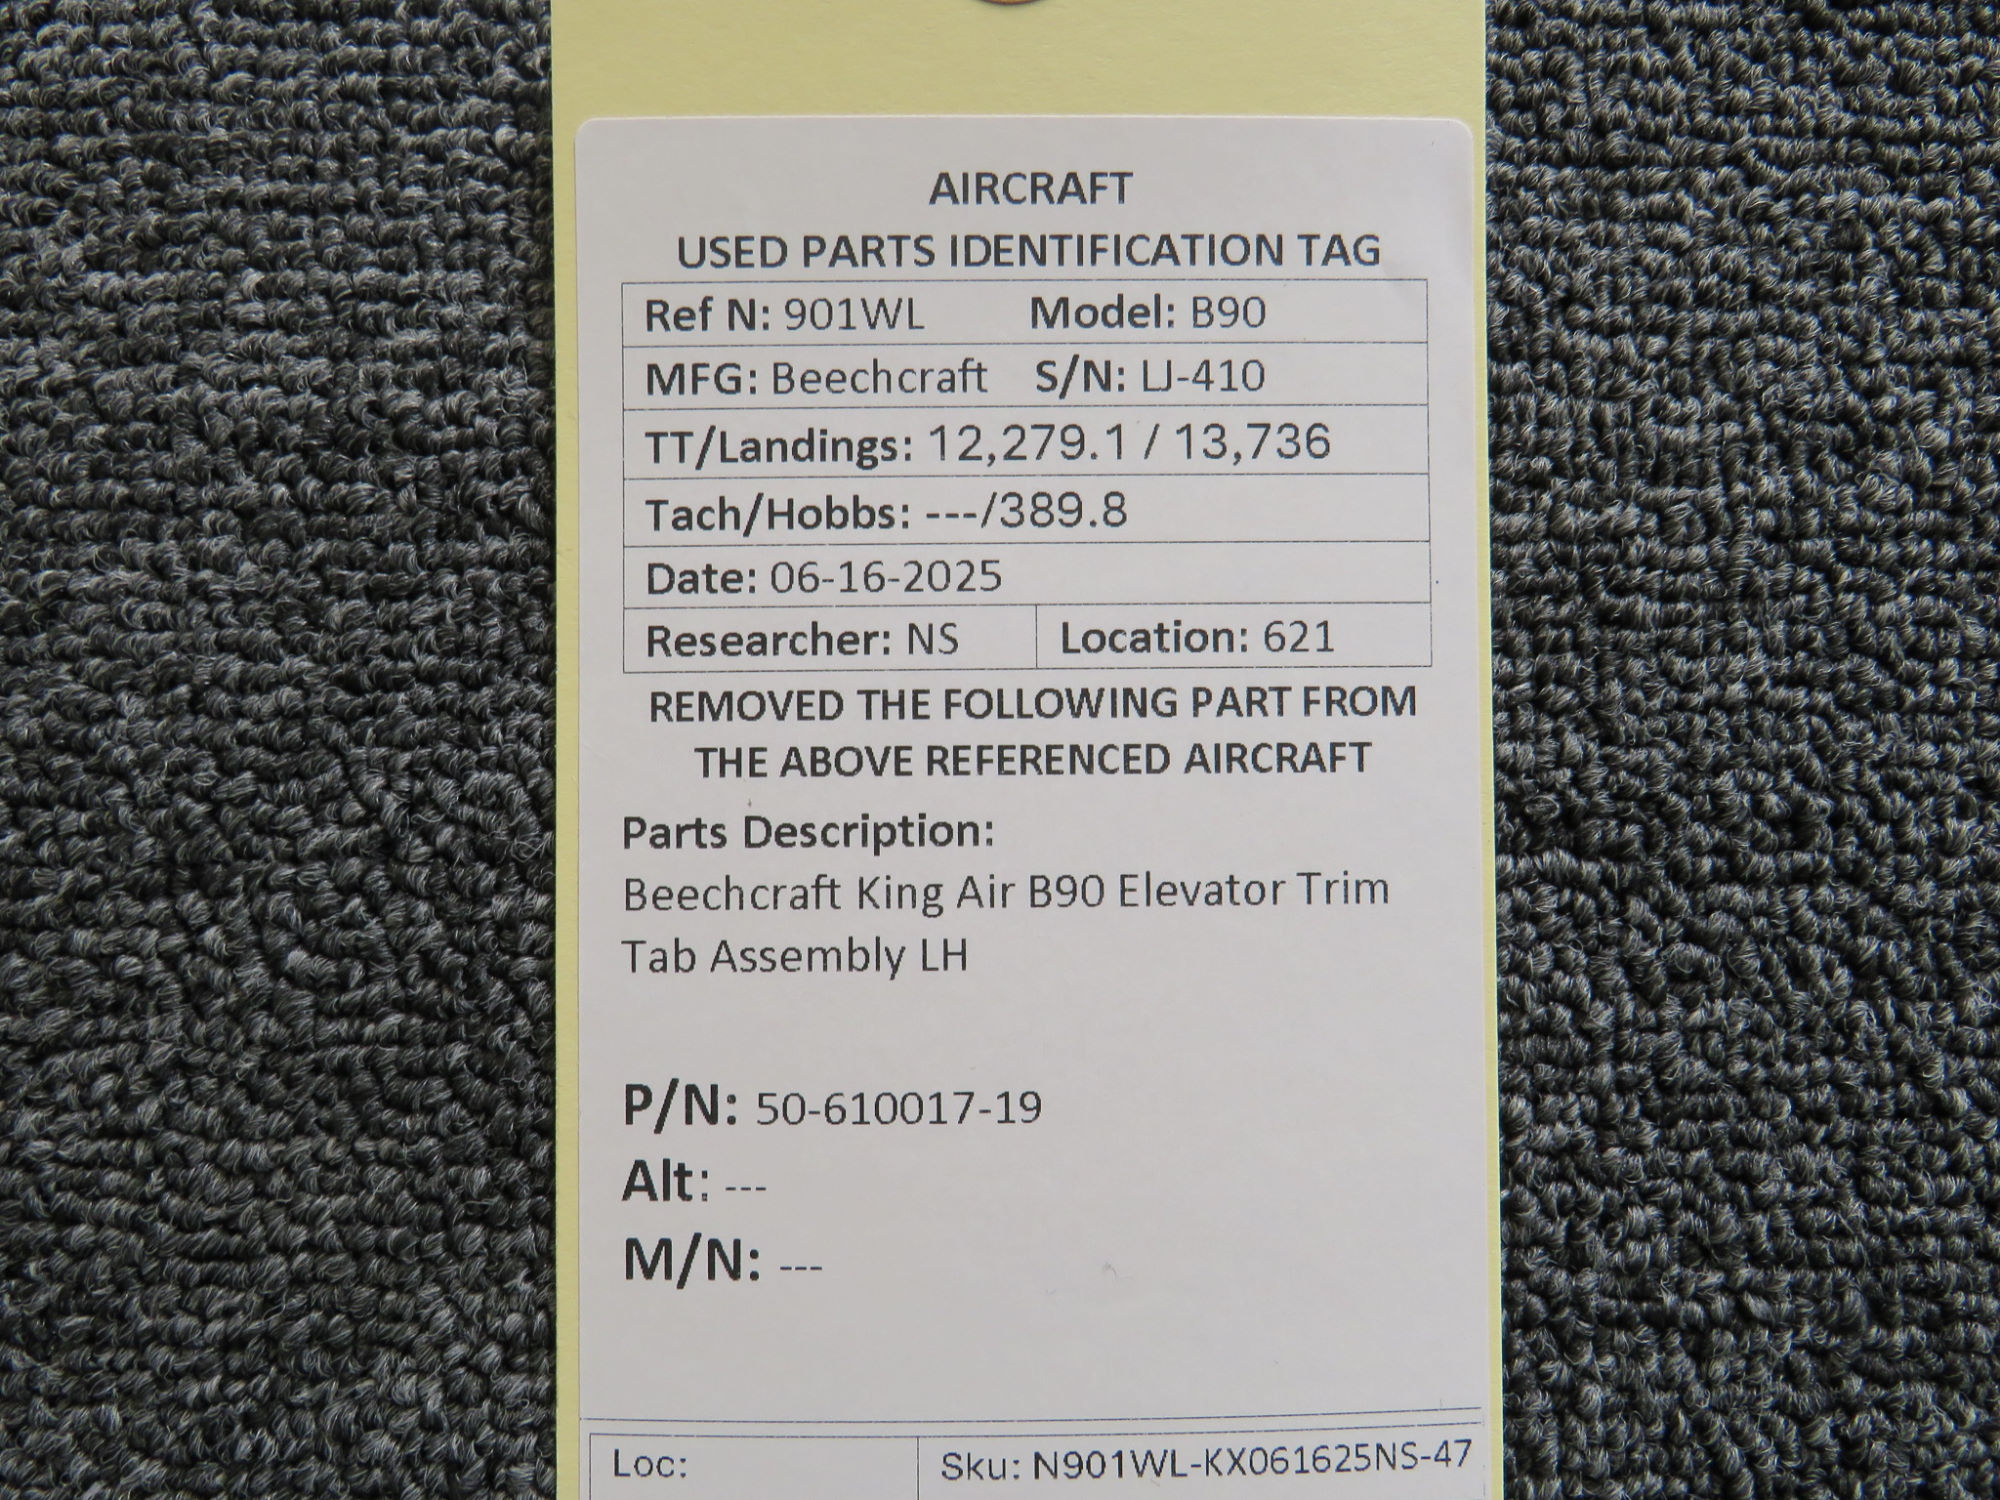 AIRCRAFT
USED PARTS IDENTIFICATION TAG
Ref N: 901WL Model: B90
MFG: Beechcraft S/N: LJ-410
TT/Landings: 12,279.1 / 13,736
Tach/Hobbs: ---/389.8
Date: 06-16-2025
Researcher: NS Location: 621
REMOVED THE FOLLOWING PART FROM
THE ABOVE REFERENCED AIRCRAFT
Parts Description:
Beechcraft King Air B90 Elevator Trim
Tab Assembly LH
P/N: 50-610017-19
Alt: ---
M/N: ---
Loc: Sku: N901WL-KX061625NS-47